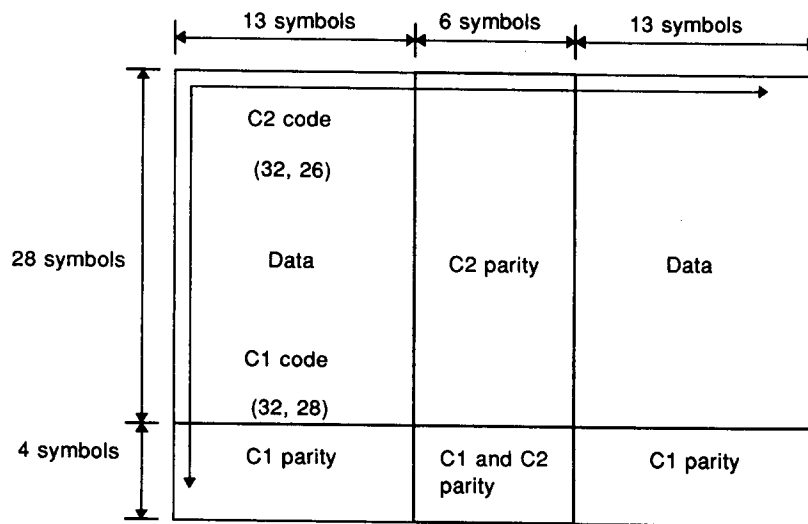 13 symbols
6 symbols
13 symbols
C2 code
(32, 26)
28 symbols
Data
C2 parity
Data
C1 code
(32, 28)
4 symbols
C1 parity
C1 and C2
parity
C1 parity